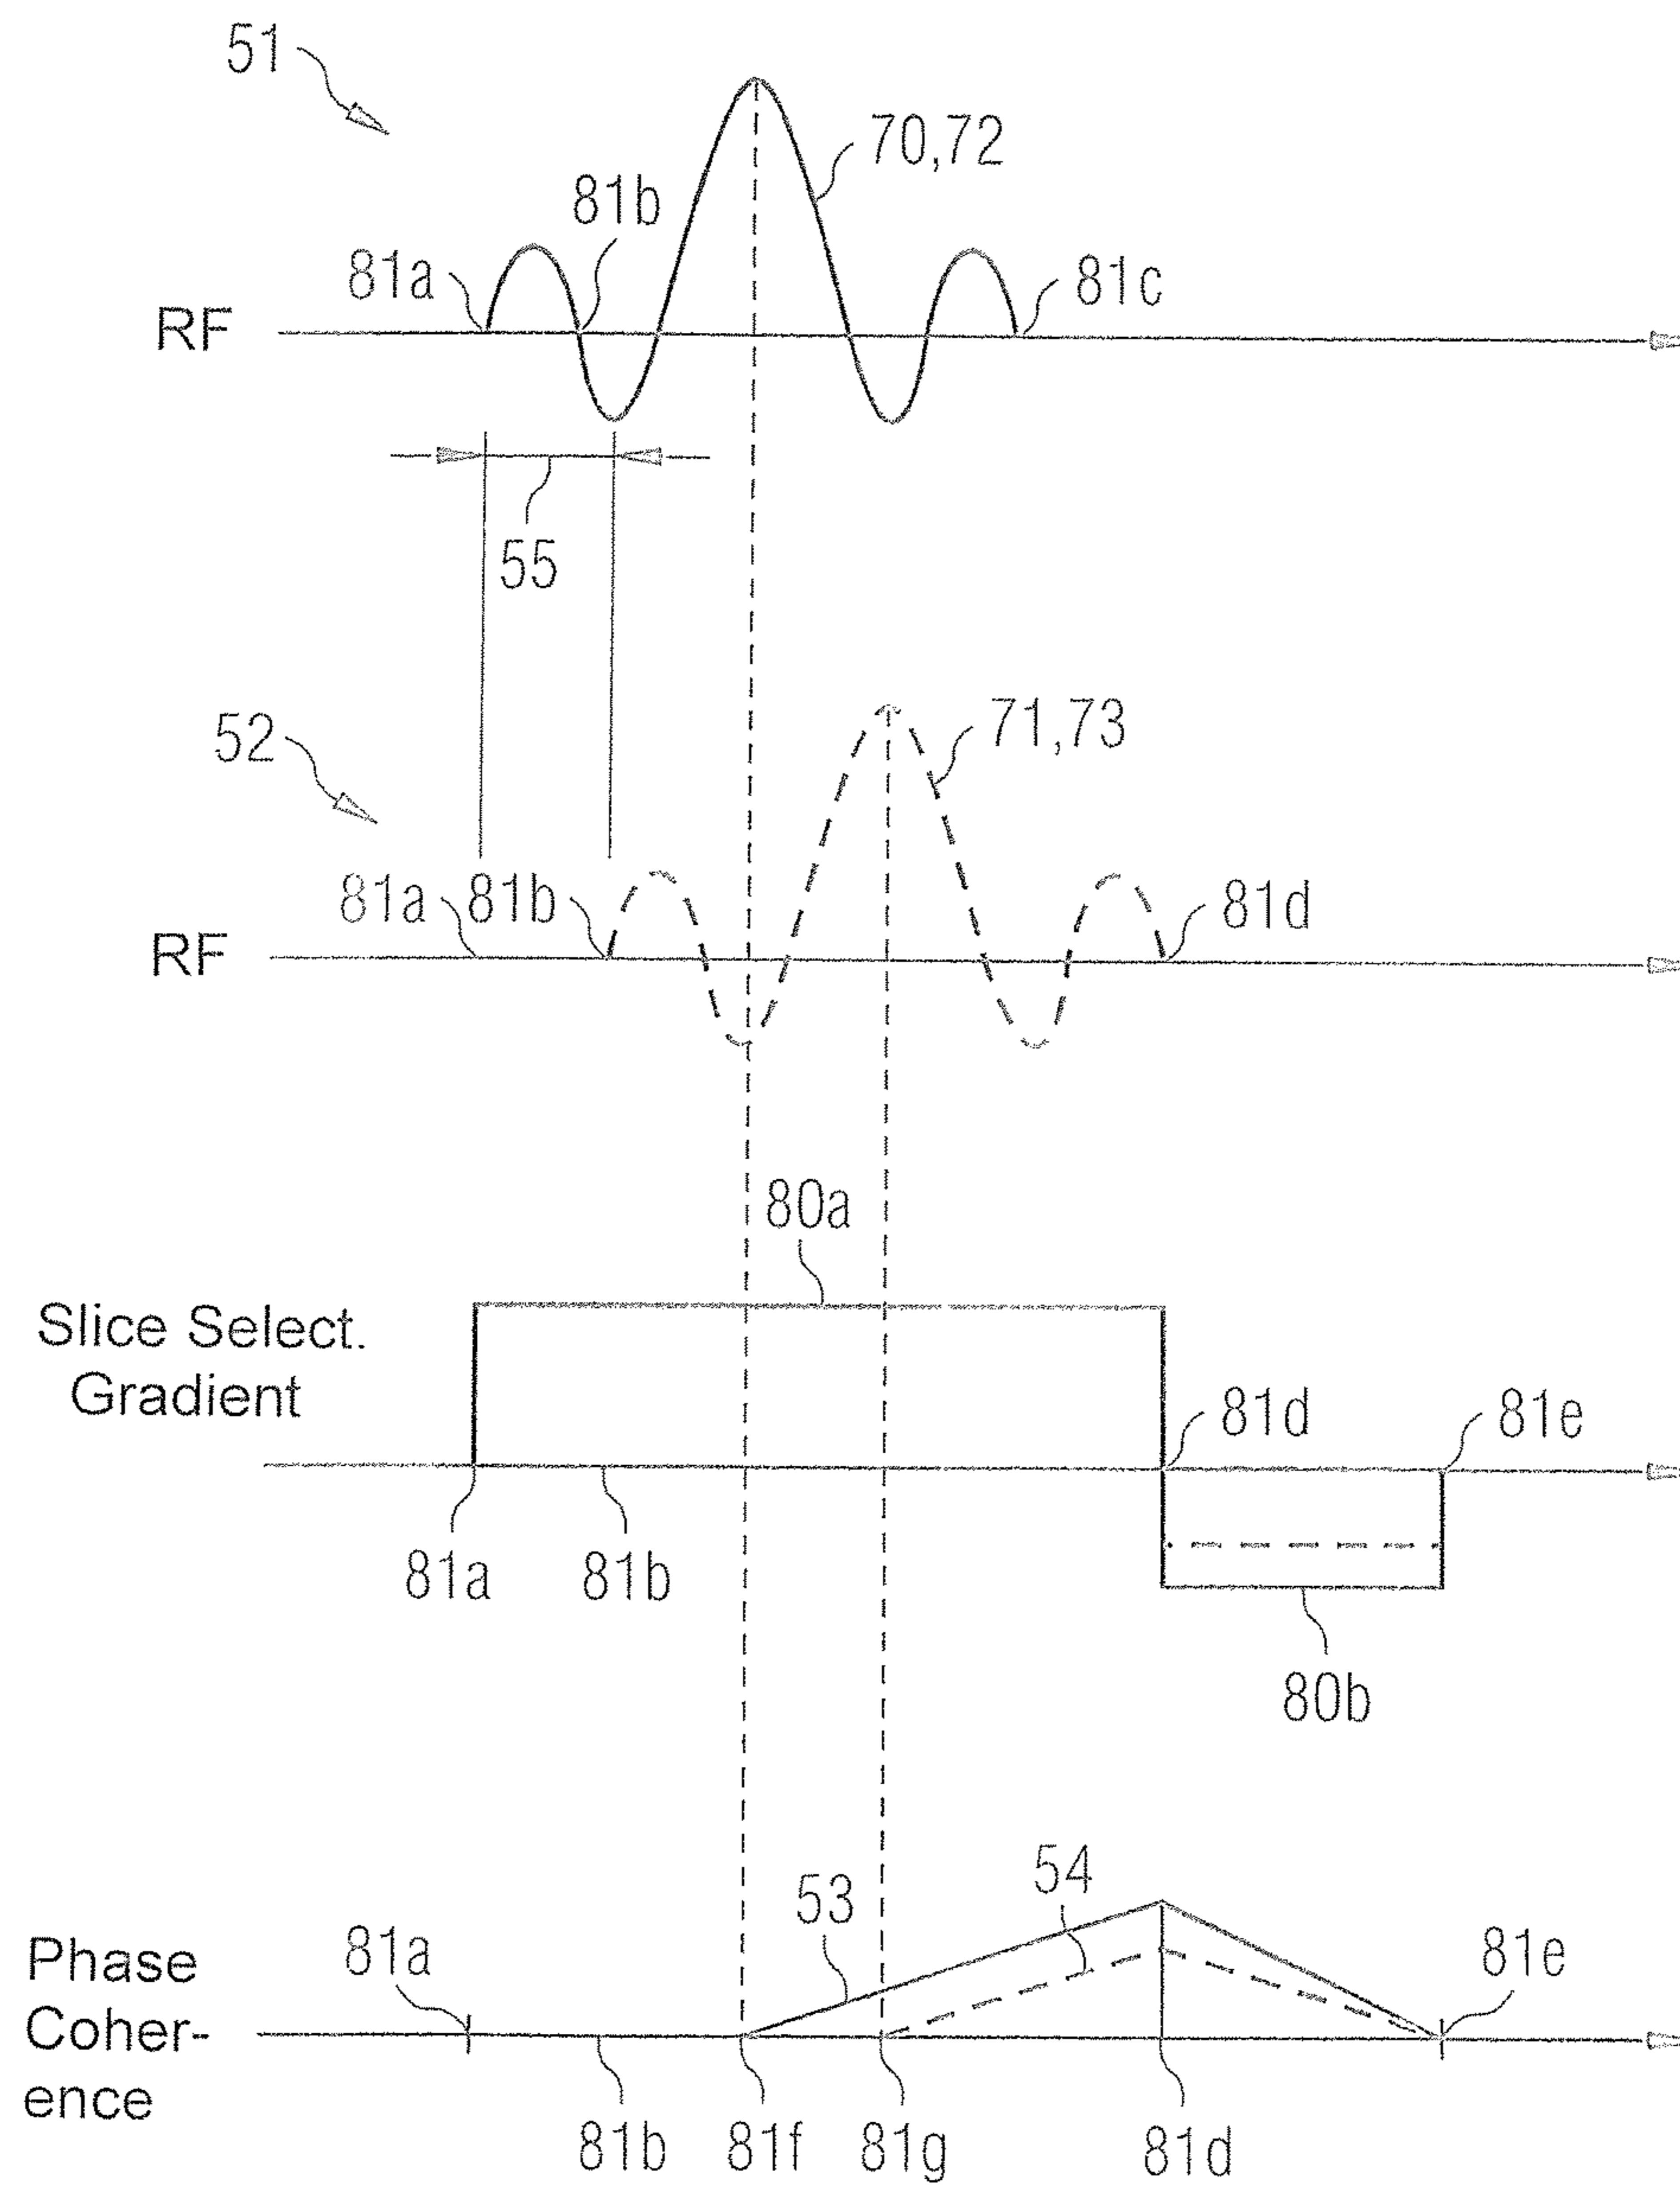 51
70,72
81b
81a
81c
RF
55
52
71,73
81a
81b
81d
RF
80a
Slice Select.
Gradient
81d
81e
81a
81b
80b
53
54
81a
81e
Phase
Coher-
ence
81b
81f
81g
81d